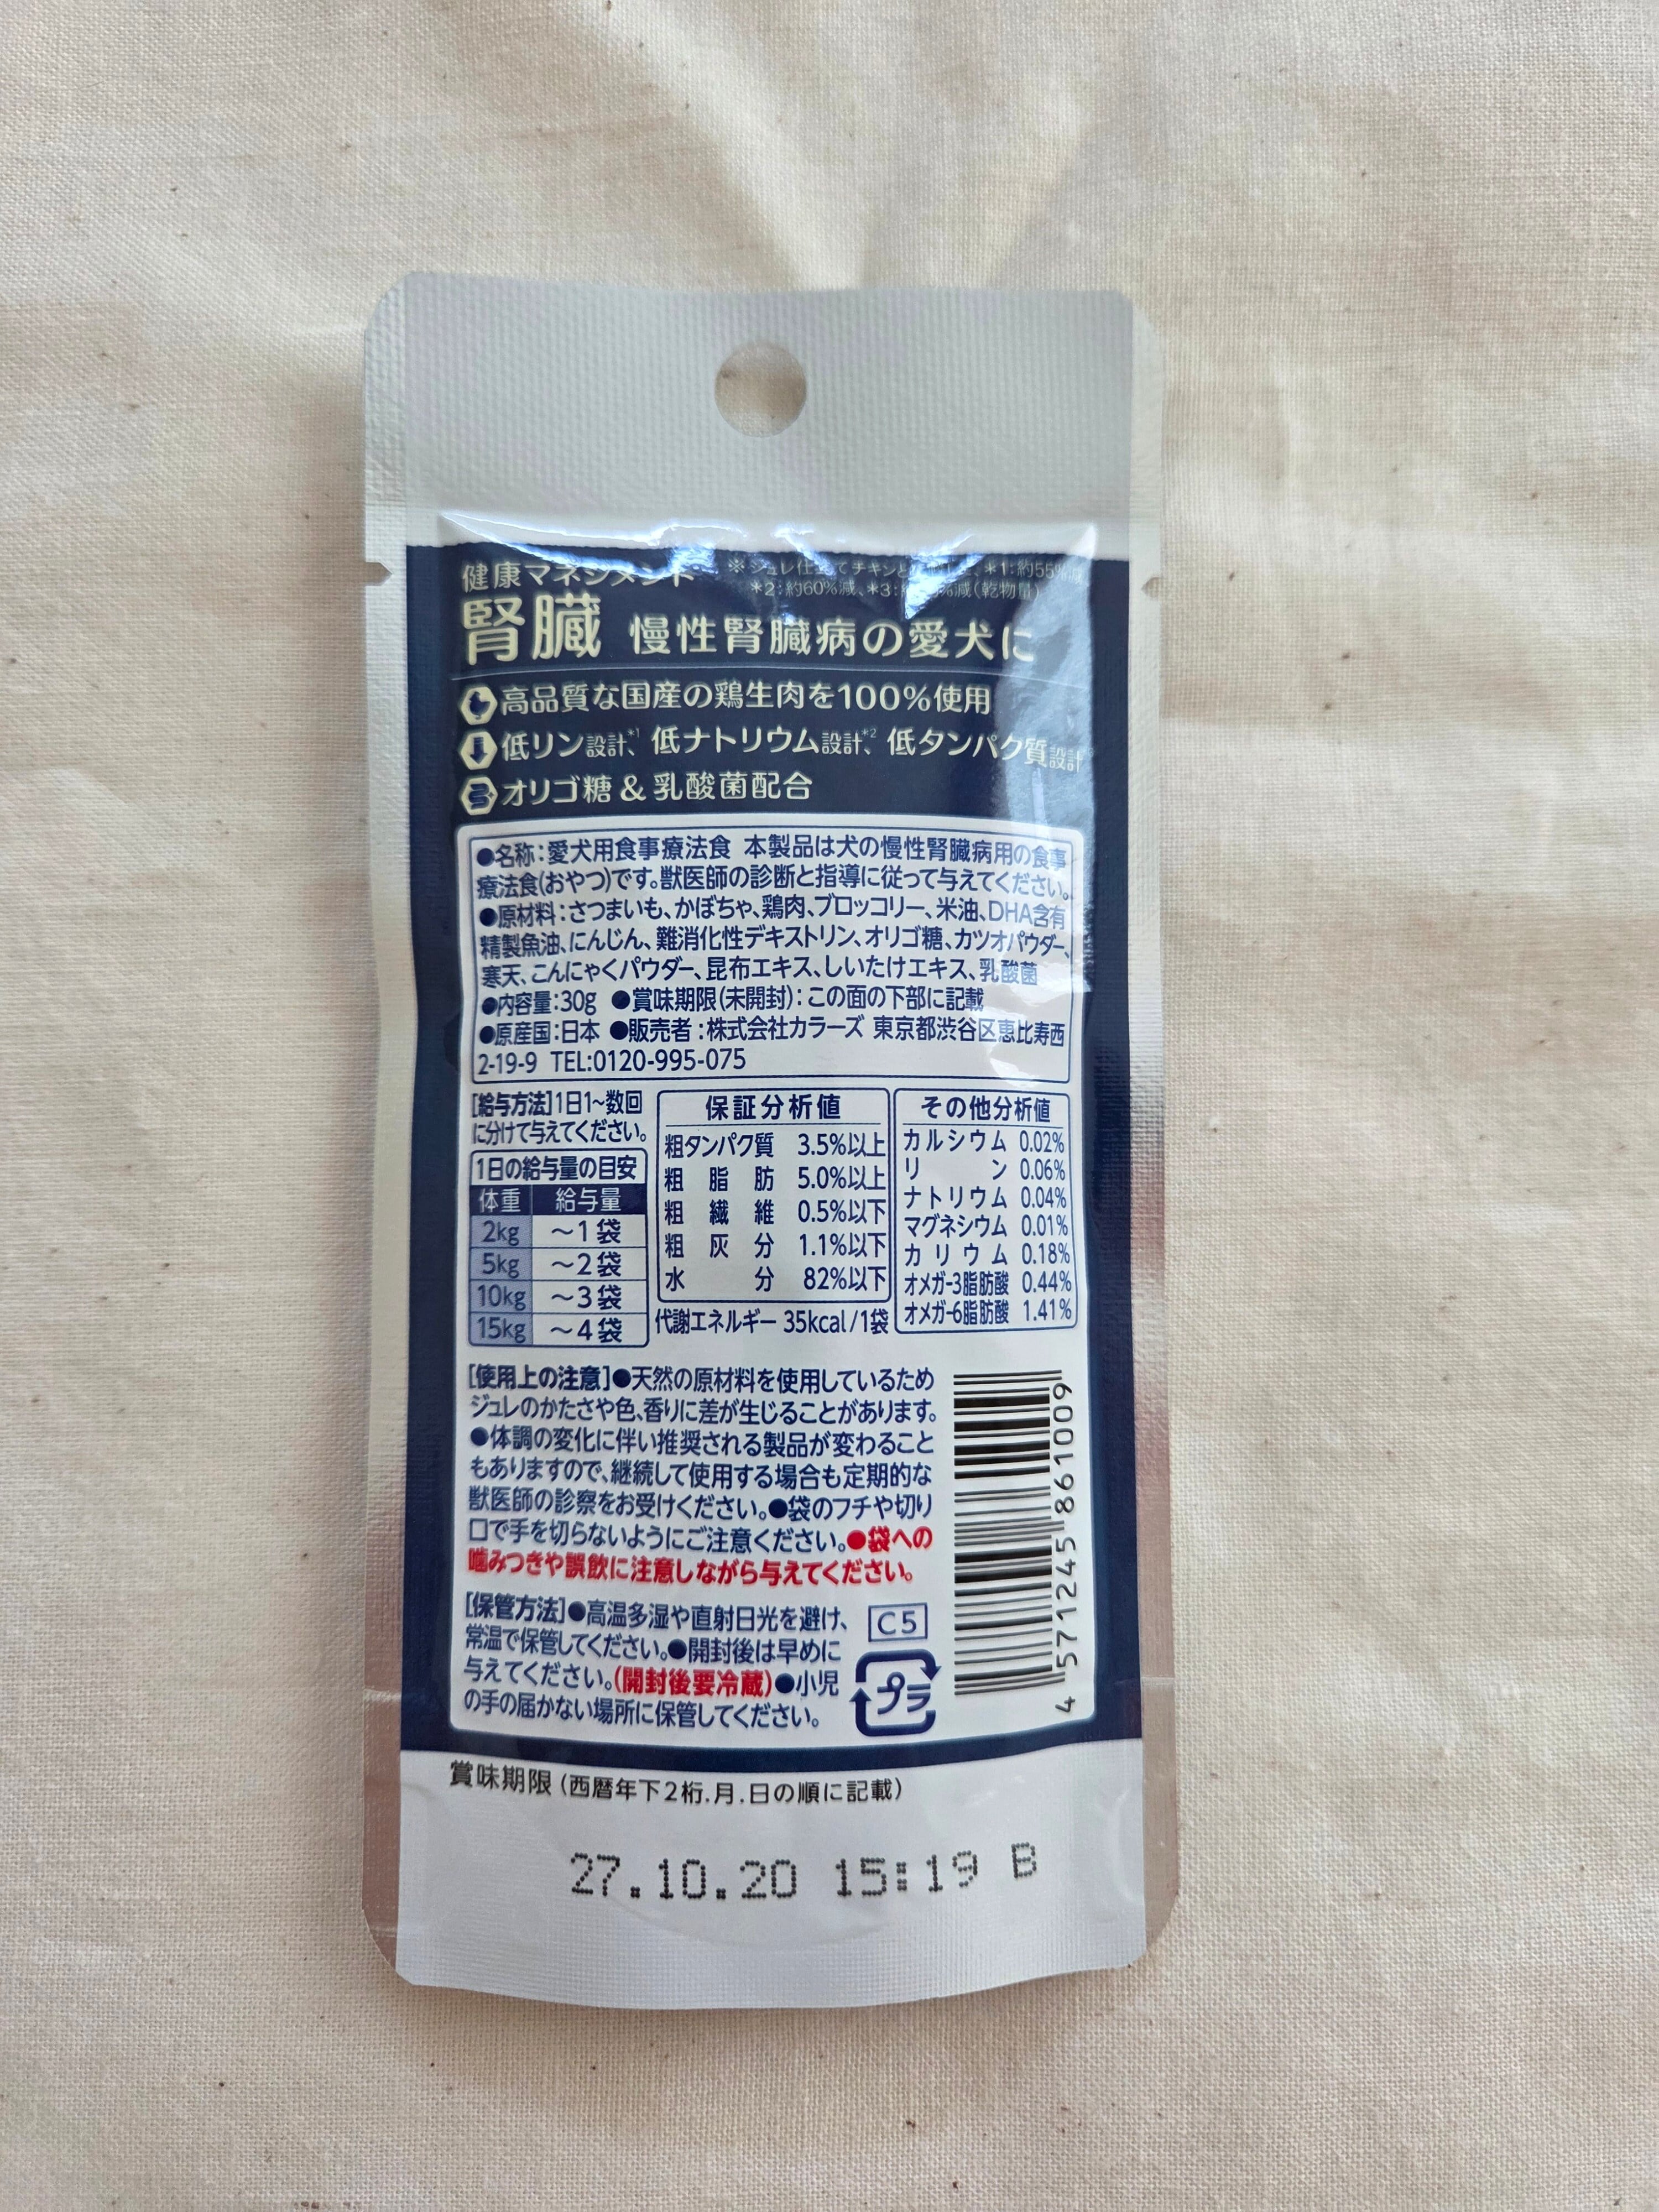 健康マネジメント
※ジュレ仕立て チキンと *1:約55%減
*2:約60%減、*3: %減(乾物量)
腎臓 慢性腎臓病の愛犬に
高品質な国産の鶏生肉を100%使用
低リン設計*1、低ナトリウム設計*2、低タンパク質設計
オリゴ糖&乳酸菌配合
●名称:愛犬用食事療法食 本製品は犬の慢性腎臓病用の食事
療法食(おやつ)です。獣医師の診断と指導に従って与えてください。
●原材料:さつまいも、かぼちゃ、鶏肉、ブロッコリー、米油、DHA含有
精製魚油、にんじん、難消化性デキストリン、オリゴ糖、カツオパウダー、
寒天、こんにゃくパウダー、昆布エキス、しいたけエキス、乳酸菌
●内容量:30g ●賞味期限(未開封):この面の下部に記載
●原産国:日本 ●販売者:株式会社カラーズ 東京都渋谷区恵比寿西
2-19-9 TEL:0120-995-075
[給与方法]1日1~数回
に分けて与えてください。
1日の給与量の目安
体重 給与量
2kg ~1袋
5kg ~2袋
10kg ~3袋
15kg ~4袋
保証分析値
粗タンパク質 3.5%以上
粗脂肪 5.0%以上
粗繊維 0.5%以下
粗灰分 1.1%以下
水分 82%以下
代謝エネルギー 35kcal/1袋
その他分析値
カルシウム 0.02%
リン 0.06%
ナトリウム 0.04%
マグネシウム 0.01%
カリウム 0.18%
オメガ-3脂肪酸 0.44%
オメガ-6脂肪酸 1.41%
[使用上の注意]●天然の原材料を使用しているため
ジュレのかたさや色、香りに差が生じることがあります。
●体調の変化に伴い推奨される製品が変わること
もありますので、継続して使用する場合も定期的な
獣医師の診察をお受けください。●袋のフチや切り
口で手を切らないようにご注意ください。●袋への
噛みつきや誤飲に注意しながら与えてください。
[保管方法]●高温多湿や直射日光を避け、
常温で保管してください。●開封後は早めに
与えてください。(開封後要冷蔵)●小児
の手の届かない場所に保管してください。
C5
プラ
4 571245 861009
賞味期限(西暦年下2桁.月.日の順に記載)
27.10.20 15:19 B